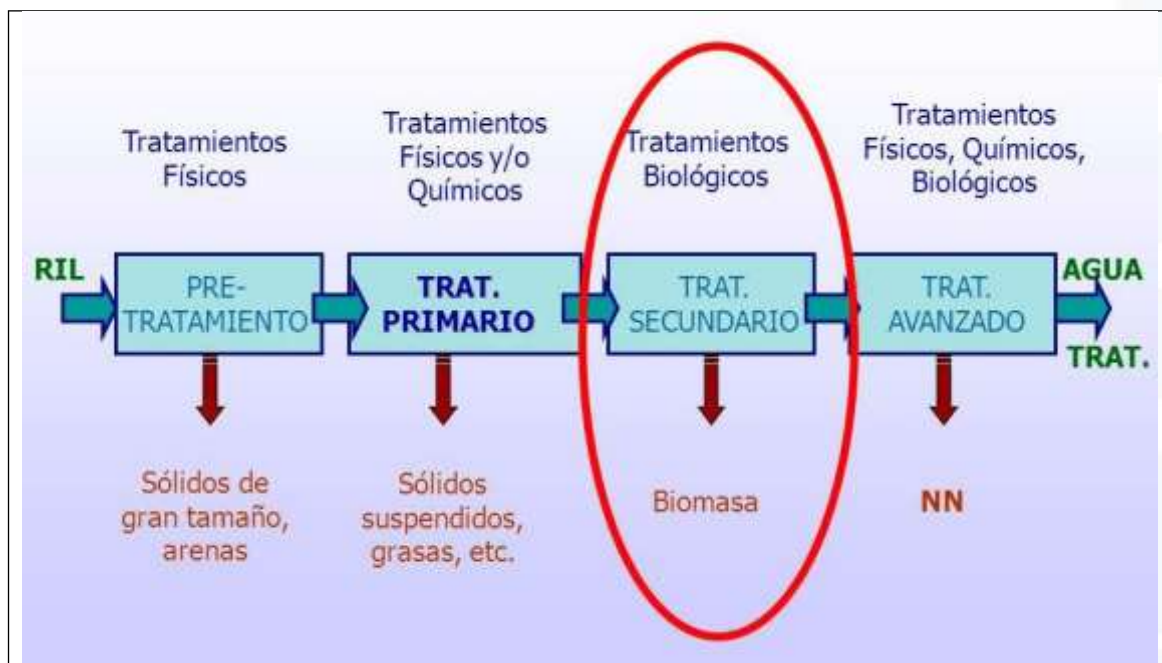 Tratamientos
Físicos
Tratamientos
Físicos y/o
Químicos
Tratamientos
Biológicos
Tratamientos
Físicos, Químicos,
Biológicos
RIL
PRE-
TRATAMIENTO
TRAT.
PRIMARIO
TRAT.
SECUNDARIO
TRAT.
AVANZADO
AGUA
TRAT.
Sólidos de
gran tamaño,
arenas
Sólidos
suspendidos,
grasas, etc.
Biomasa
NN